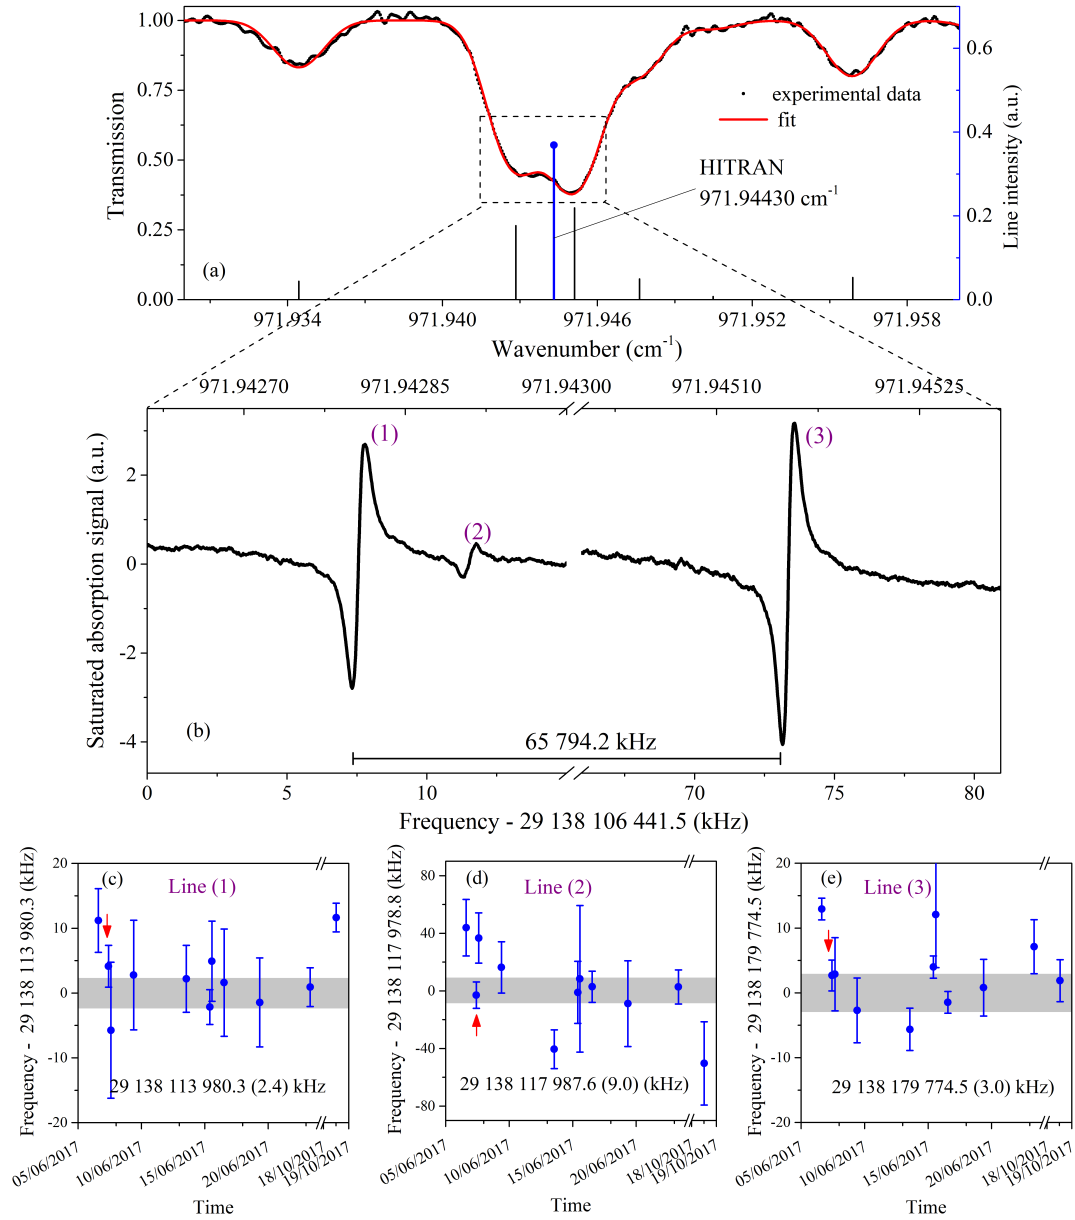 1.00
0.75
0.50
0.25
0.00
Transmission
0.6
0.4
0.2
0.0
Line intensity (a.u.)
experimental data
fit
HITRAN
971.94430 cm⁻¹
(a)
971.934 971.940 971.946 971.952 971.958
Wavenumber (cm⁻¹)
971.94270 971.94285 971.94300 971.94510 971.94525
2
0
-2
-4
Saturated absorption signal (a.u.)
(1)
(2)
(3)
(b)
65 794.2 kHz
0 5 10 70 75 80
Frequency - 29 138 106 441.5 (kHz)
20
10
0
-10
-20
Frequency - 29 138 113 980.3 (kHz)
(c)
Line (1)
29 138 113 980.3 (2.4) kHz
05/06/2017 10/06/2017 15/06/2017 20/06/2017 18/10/2017 19/10/2017
Time
80
40
0
-40
-80
Frequency - 29 138 117 978.8 (kHz)
(d)
Line (2)
29 138 117 987.6 (9.0) (kHz)
05/06/2017 10/06/2017 15/06/2017 20/06/2017 18/10/2017 19/10/2017
Time
20
10
0
-10
-20
Frequency - 29 138 179 774.5 (kHz)
(e)
Line (3)
29 138 179 774.5 (3.0) kHz)
05/06/2017 10/06/2017 15/06/2017 20/06/2017 18/10/2017 19/10/2017
Time